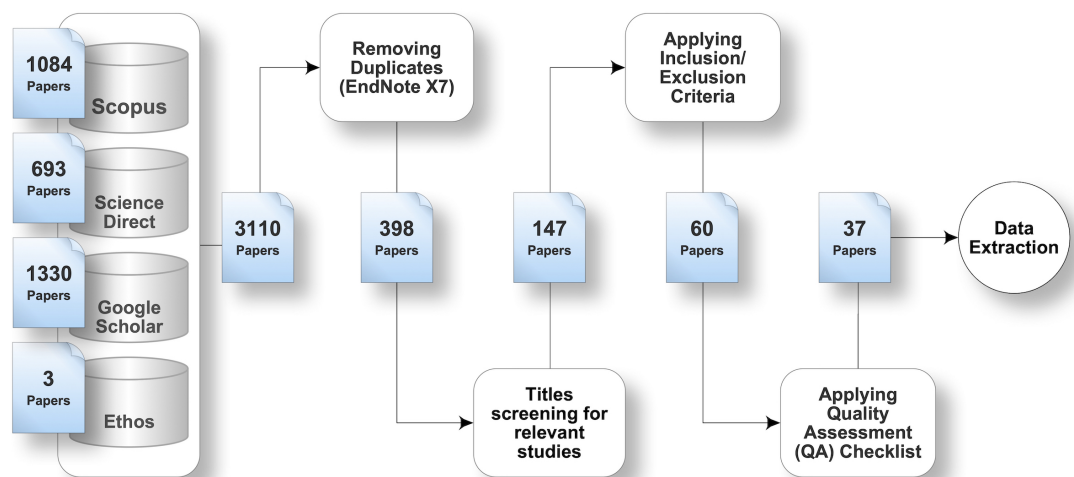 1084
Papers
Scopus
693
Papers
Science
Direct
1330
Papers
Google
Scholar
3
Papers
Ethos
3110
Papers
Removing
Duplicates
(EndNote X7)
398
Papers
Titles
screening for
relevant
studies
147
Papers
Applying
Inclusion/
Exclusion
Criteria
60
Papers
Applying
Quality
Assessment
(QA) Checklist
37
Papers
Data
Extraction